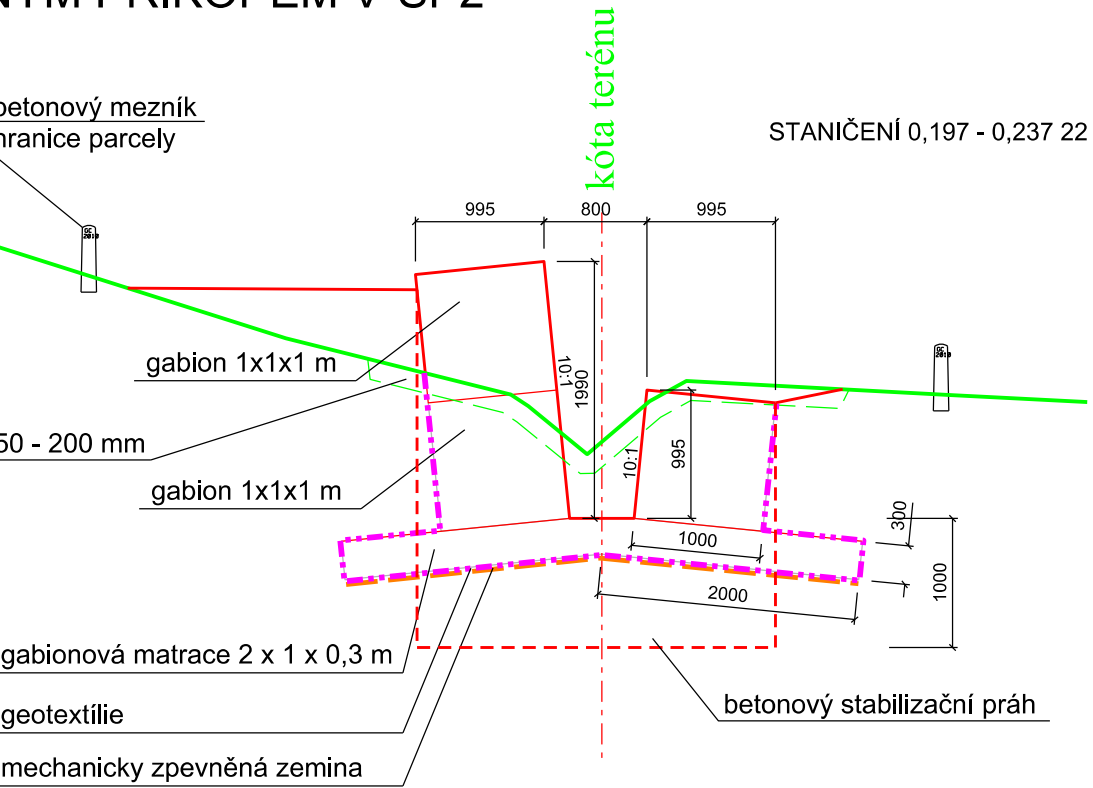 kóta terénu
betonový mezník
hranice parcely
STANIČENÍ 0,197 - 0,237 22
995
800
995
gabion 1x1x1 m
10:1
1990
50 - 200 mm
10:1
995
gabion 1x1x1 m
300
1000
1000
2000
gabionová matrace 2 x 1 x 0,3 m
geotextílie
betonový stabilizační práh
mechanicky zpevněná zemina